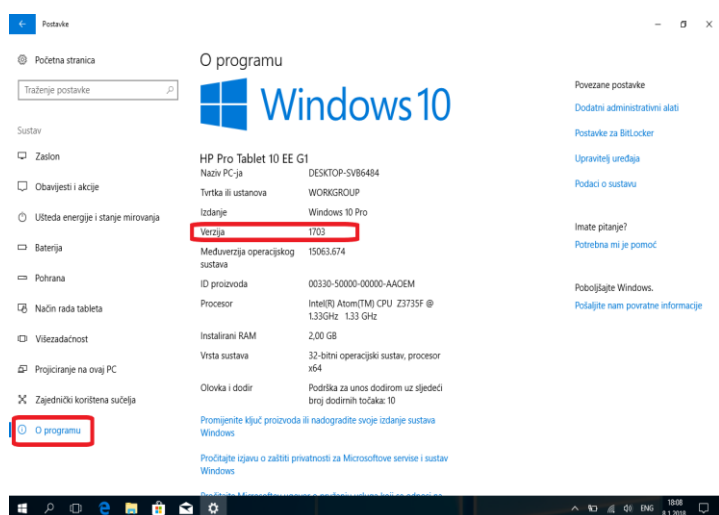 Postavke
Početna stranica
Traženje postavke
Sustav
Zaslon
Obavijesti i akcije
Ušteda energije i stanje mirovanja
Baterija
Pohrana
Način rada tableta
Višezadaćnost
Projiciranje na ovaj PC
Zajednički korištena sučelja
O programu
O programu
Windows 10
HP Pro Tablet 10 EE G1
Naziv PC-ja DESKTOP-SVB6484
Tvrtka ili ustanova WORKGROUP
Izdanje Windows 10 Pro
Verzija 1703
Međuverzija operacijskog 15063.674
sustava
ID proizvoda 00330-50000-00000-AAOEM
Procesor Intel(R) Atom(TM) CPU Z3735F @
1.33GHz 1.33 GHz
Instalirani RAM 2,00 GB
Vrsta sustava 32-bitni operacijski sustav, procesor
x64
Olovka i dodir Podrška za unos dodirom uz sljedeći
broj dodirnih točaka: 10
Promijenite ključ proizvoda ili nadogradite svoje izdanje sustava
Windows
Pročitajte izjavu o zaštiti privatnosti za Microsoftove servise i sustav
Windows
Povezane postavke
Dodatni administrativni alati
Postavke za BitLocker
Upravitelj uređaja
Podaci o sustavu
Imate pitanje?
Potrebna mi je pomoć
Poboljšajte Windows.
Pošaljite nam povratne informacije
ENG
18:08
8.1.2018.